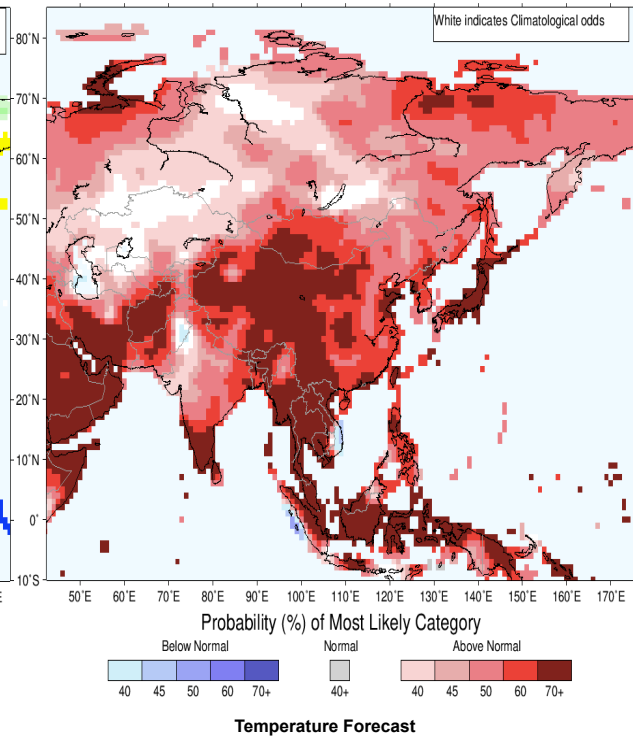 White indicates Climatological odds
80°N
70°N
60°N
50°N
40°N
30°N
20°N
10°N
0°
10°S
E
50°E 60°E 70°E 80°E 90°E 100°E 110°E 120°E 130°E 140°E 150°E 160°E 170°E
Probability (%) of Most Likely Category
Below Normal Normal Above Normal
40 45 50 60 70+ 40+ 40 45 50 60 70+
Temperature Forecast